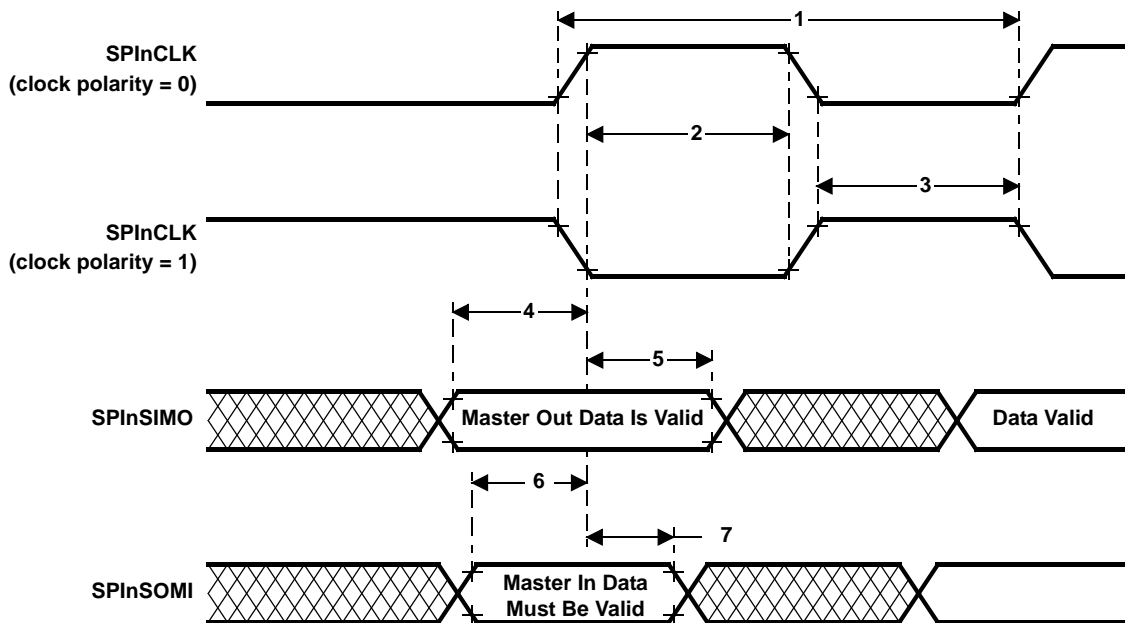 1
SPInCLK
(clock polarity = 0)
2
3
SPInCLK
(clock polarity = 1)
4
5
SPInSIMO
Master Out Data Is Valid
Data Valid
6
7
SPInSOMI
Master In Data
Must Be Valid